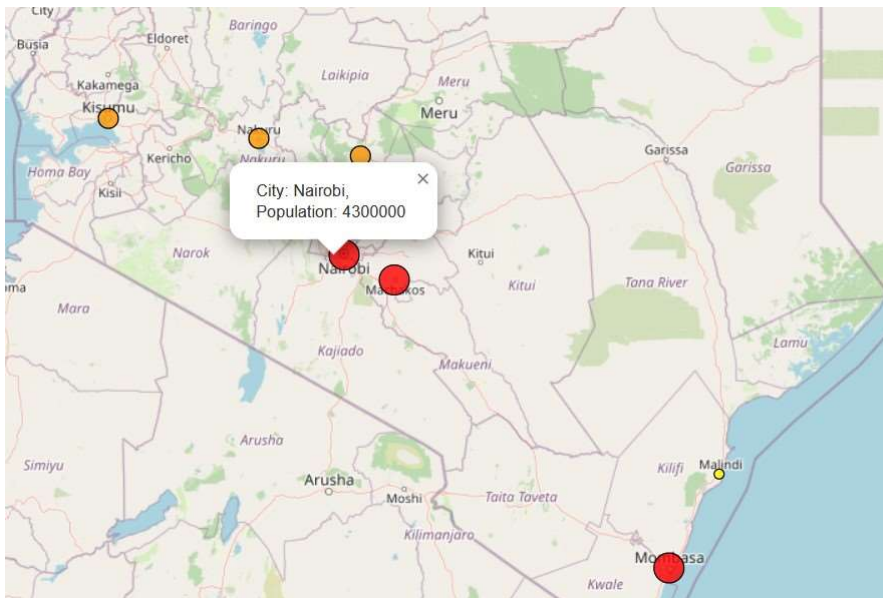 City
Busia
Eldoret
Baringo
Laikipia
Meru
Kakamega
Kisumu
Meru
Nakuru
Nakuru
Kericho
Homa Bay
Kisii
Garissa
Garissa
×
City: Nairobi,
Population: 4300000
Narok
Nairobi
Kitui
Kitui
Machakos
Tana River
Mara
Kajiado
Makueni
Lamu
Arusha
Simiyu
Arusha
Moshi
Kilimanjaro
Taita Taveta
Kilifi
Malindi
Mombasa
Kwale